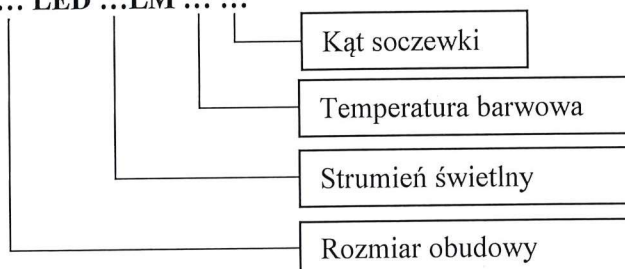 ... LED ...LM ... ...
Kąt soczewki
Temperatura barwowa
Strumień świetlny
Rozmiar obudowy